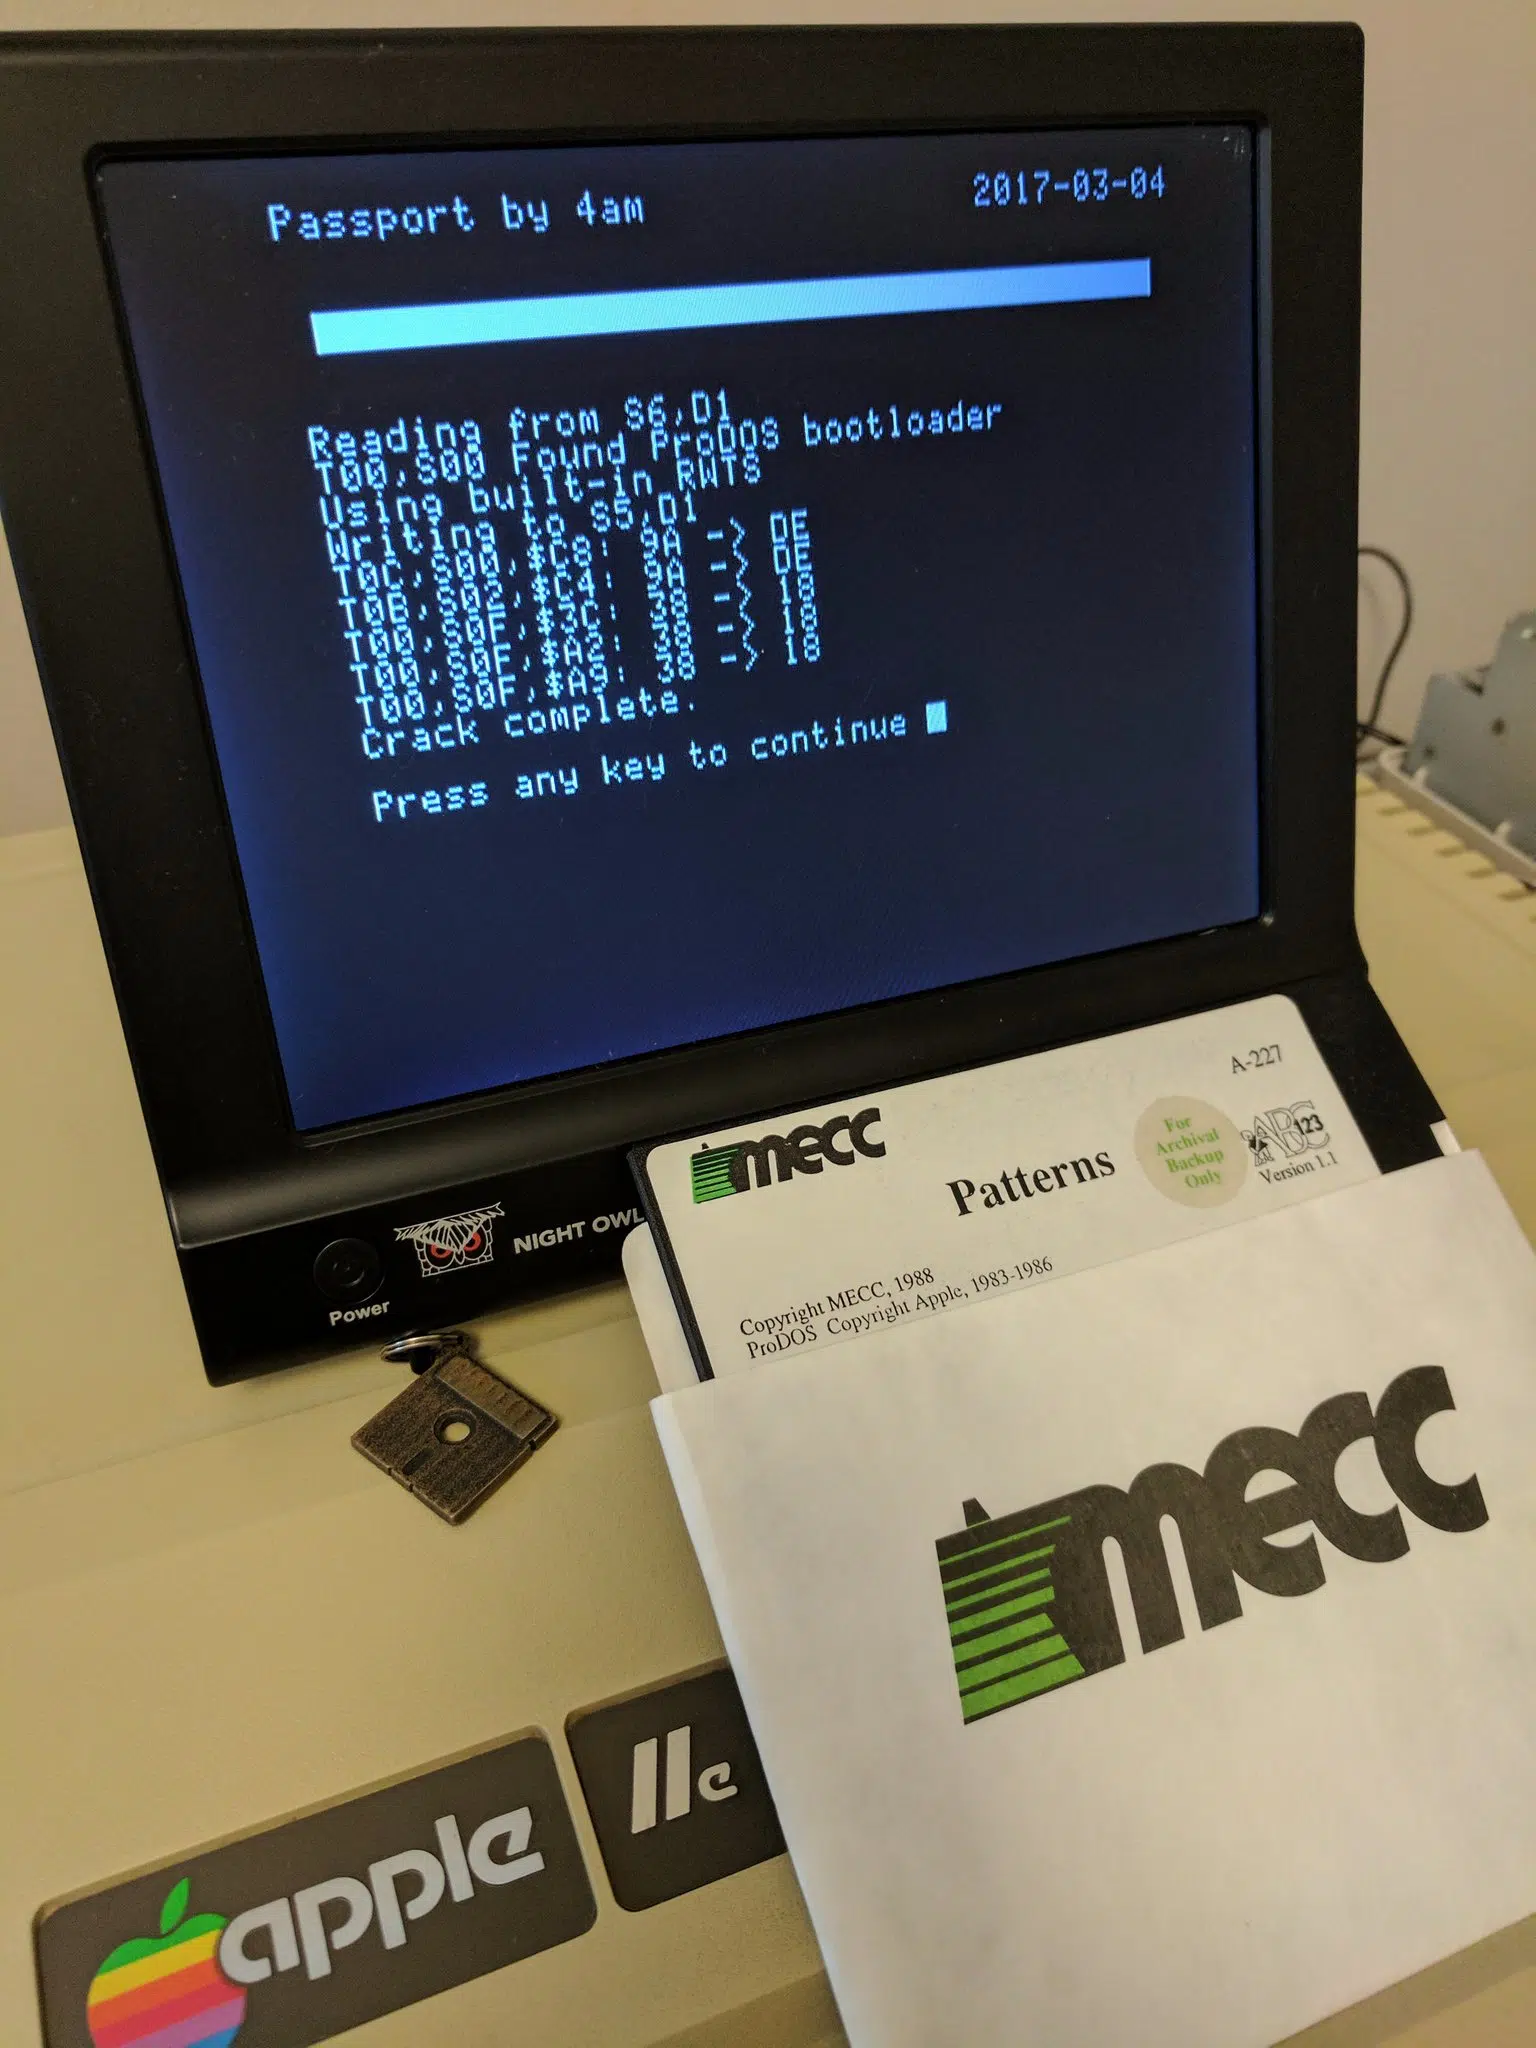 Passport by 4am
2017-03-04
Reading from S6,D1
T00,S00 Found ProDOS bootloader
Using built-in RWTS
Writing to S5,D1
T0C,S00,$C8: 9A -> DE
T0B,S02,$C4: 9A -> DE
T00,S0F,$3C: 38 -> 18
T00,S0F,$A2: 38 -> 18
T00,S0F,$A9: 38 -> 18
Crack complete.
Press any key to continue
Power
NIGHT OWL
A-227
mecc
Patterns
For
Archival
Backup
Only
ABC
123
Version 1.1
Copyright MECC, 1988
ProDOS Copyright Apple, 1983-1986
mecc
apple
IIe